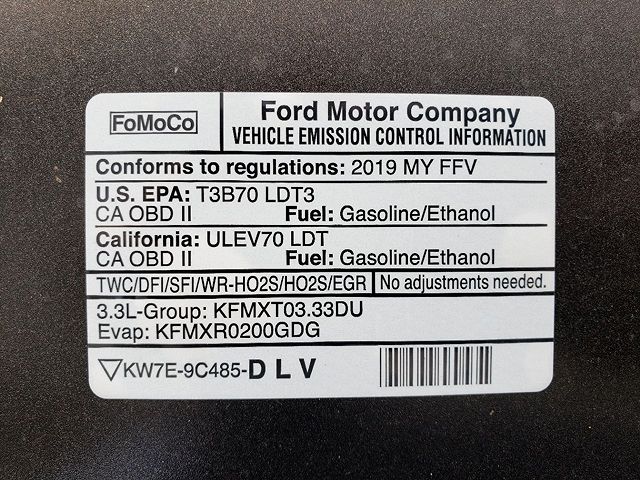 FoMoCo
Ford Motor Company
VEHICLE EMISSION CONTROL INFORMATION
Conforms to regulations: 2019 MY FFV
U.S. EPA: T3B70 LDT3
CA OBD II Fuel: Gasoline/Ethanol
California: ULEV70 LDT
CA OBD II Fuel: Gasoline/Ethanol
TWC/DFI/SFI/WR-HO2S/HO2S/EGR No adjustments needed.
3.3L-Group: KFMXT03.33DU
Evap: KFMXR0200GDG
KW7E-9C485-D L V